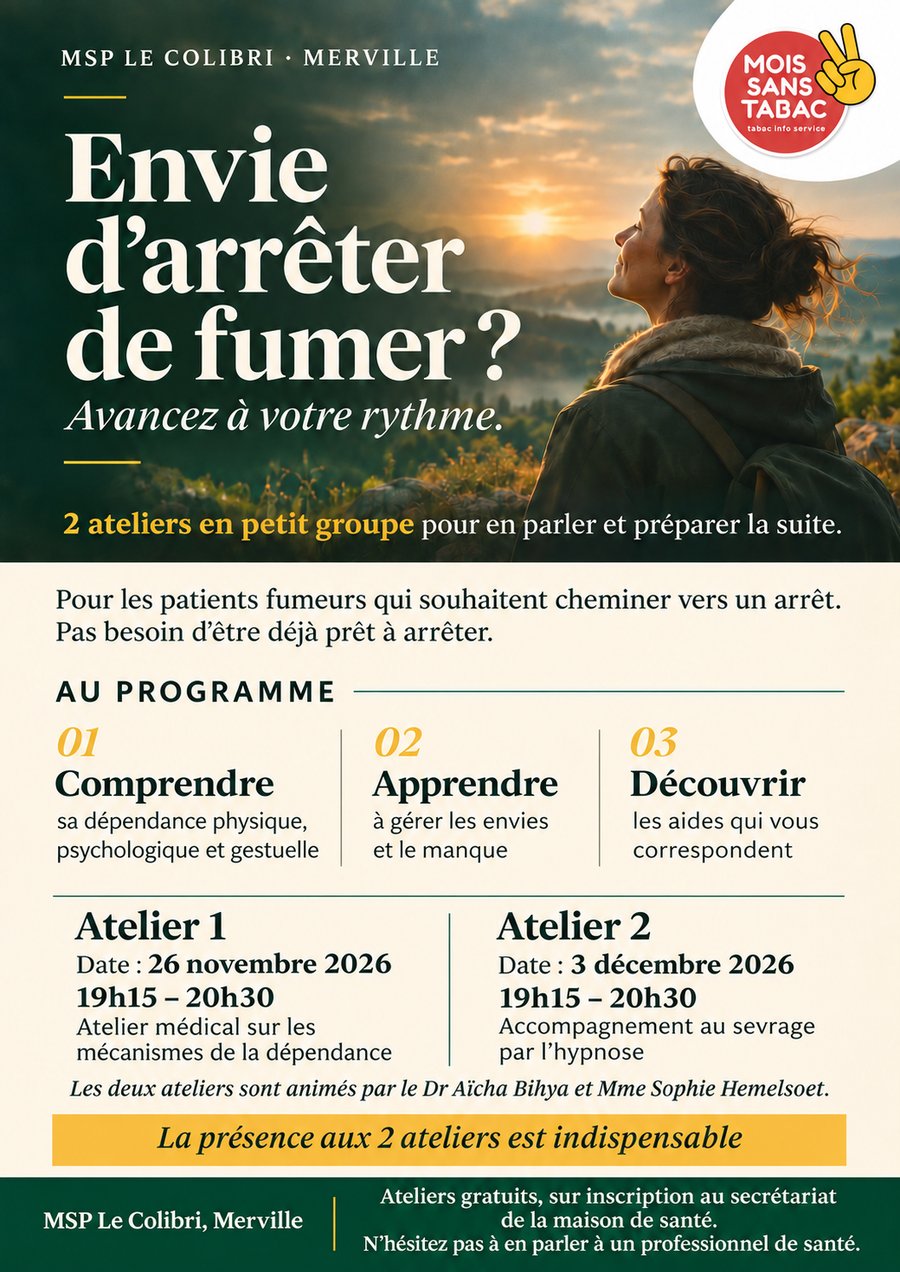 MSP LE COLIBRI · MERVILLE
MOIS
SANS
TABAC
tabac info service
Envie
d'arrêter
de fumer ?
Avancez à votre rythme.
2 ateliers en petit groupe pour en parler et préparer la suite.
Pour les patients fumeurs qui souhaitent cheminer vers un arrêt.
Pas besoin d'être déjà prêt à arrêter.
AU PROGRAMME
01
Comprendre
sa dépendance physique,
psychologique et gestuelle
02
Apprendre
à gérer les envies
et le manque
03
Découvrir
les aides qui vous
correspondent
Atelier 1
Date : 26 novembre 2026
19h15 – 20h30
Atelier médical sur les
mécanismes de la dépendance
Atelier 2
Date : 3 décembre 2026
19h15 – 20h30
Accompagnement au sevrage
par l'hypnose
Les deux ateliers sont animés par le Dr Aïcha Bihya et Mme Sophie Hemelsoet.
La présence aux 2 ateliers est indispensable
MSP Le Colibri, Merville
Ateliers gratuits, sur inscription au secrétariat
de la maison de santé.
N'hésitez pas à en parler à un professionnel de santé.